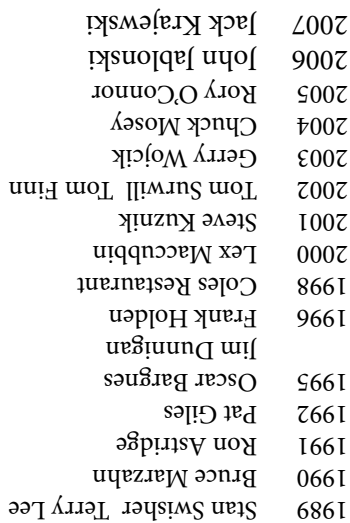 1989 Stan Swisher Terry Lee
1990 Bruce Marzahr
1991 Ron Astridge
1992 Pat Giles
1995 Oscar Bargnes
Jim Dunnigan
1996 Frank Holden
1998 Coles Restaurant
2000 Lex Maccubbin
2001 Steve Kuznik
2002 Tom Surwill Tom Finn
2003 Gerry Wojcik
2004 Chuck Mosey
2005 Rory O'Connor
2006 John Jablonski
2007 Jack Krajewski